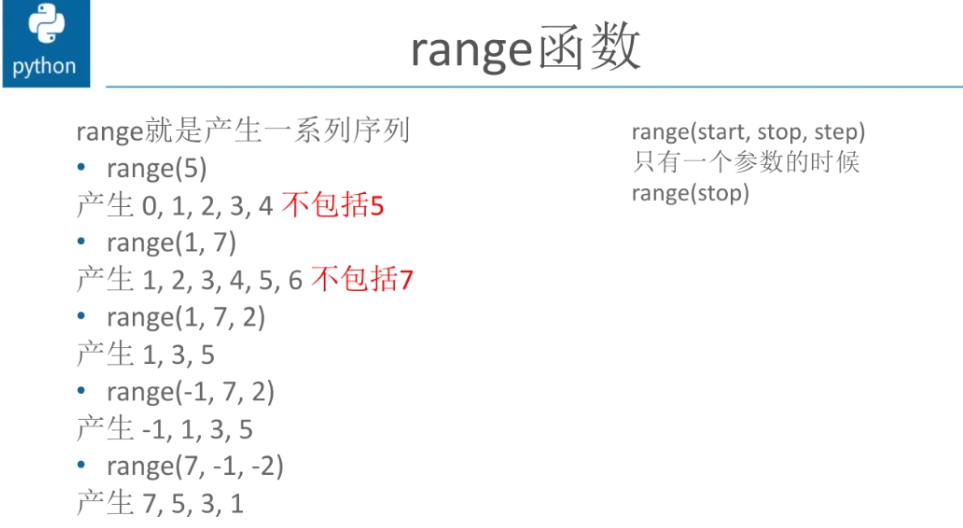 python
range函数
range就是产生一系列序列
• range(5)
产生 0, 1, 2, 3, 4 不包括5
• range(1, 7)
产生 1, 2, 3, 4, 5, 6 不包括7
• range(1, 7, 2)
产生 1, 3, 5
• range(-1, 7, 2)
产生 -1, 1, 3, 5
• range(7, -1, -2)
产生 7, 5, 3, 1
range(start, stop, step)
只有一个参数的时候
range(stop)